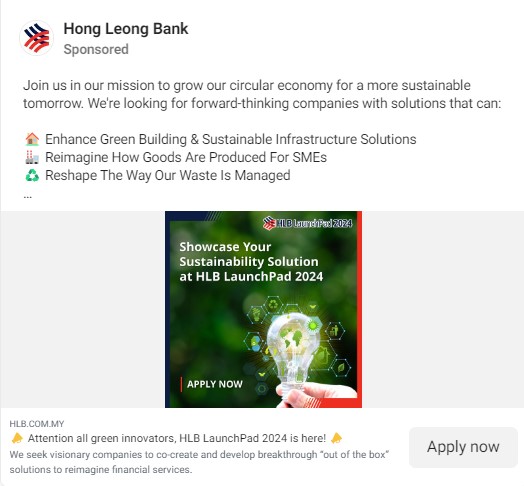 Hong Leong Bank
Sponsored
Join us in our mission to grow our circular economy for a more sustainable
tomorrow. We're looking for forward-thinking companies with solutions that can:
🏠 Enhance Green Building & Sustainable Infrastructure Solutions
🏭 Reimagine How Goods Are Produced For SMEs
♻️ Reshape The Way Our Waste Is Managed
...
HLB LaunchPad 2024
Showcase Your
Sustainability Solution
at HLB LaunchPad 2024
APPLY NOW
HLB.COM.MY
📣 Attention all green innovators, HLB LaunchPad 2024 is here! 📣
We seek visionary companies to co-create and develop breakthrough “out of the box”
solutions to reimagine financial services.
Apply now